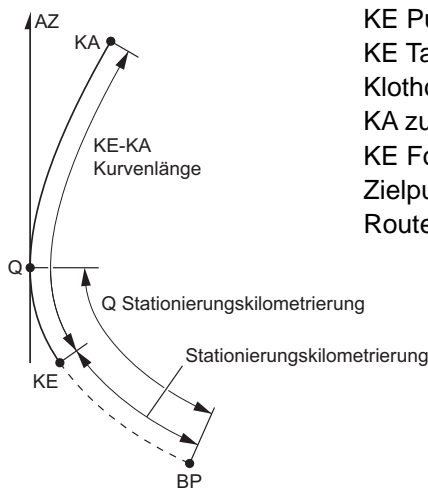 AZ
KA
KE-KA
Kurvenlänge
Q
Q Stationierungskilometrierung
Stationierungskilometrierung
KE
BP
KE
KE Ta
Klotho
KA zu
KE Fo
Zielpu
Route